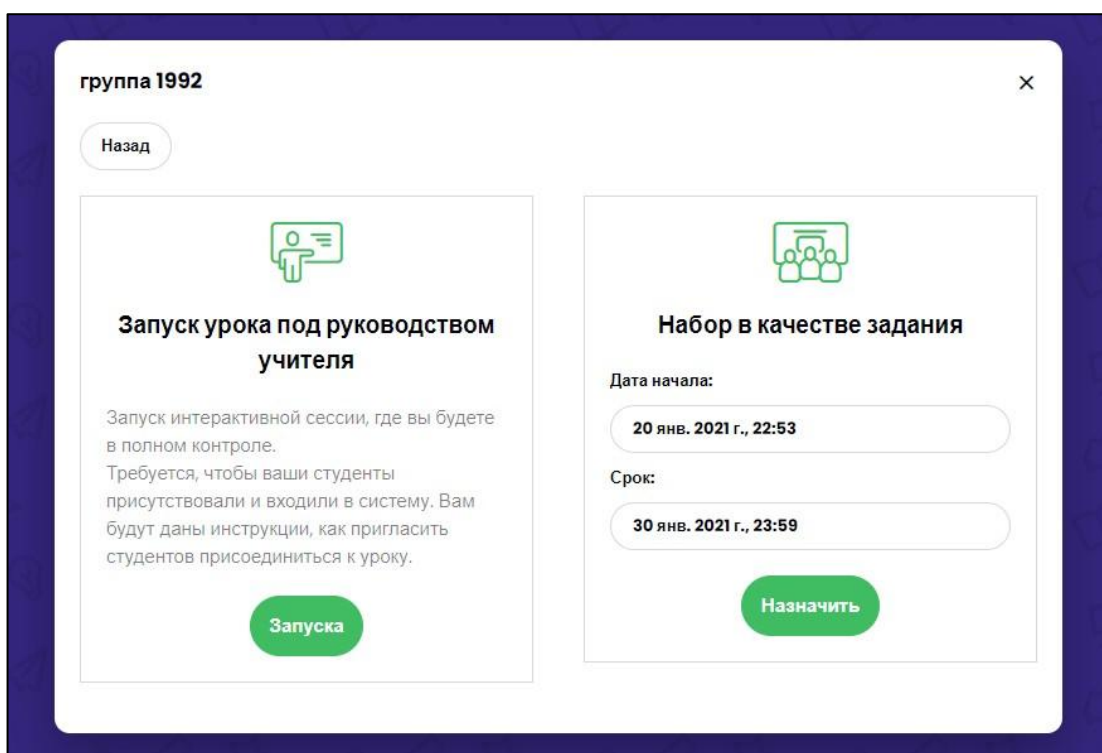 группа 1992
×
Назад
Запуск урока под руководством
учителя
Запуск интерактивной сессии, где вы будете
в полном контроле.
Требуется, чтобы ваши студенты
присутствовали и входили в систему. Вам
будут даны инструкции, как пригласить
студентов присоединиться к уроку.
Запуска
Набор в качестве задания
Дата начала:
20 янв. 2021 г., 22:53
Срок:
30 янв. 2021 г., 23:59
Назначить